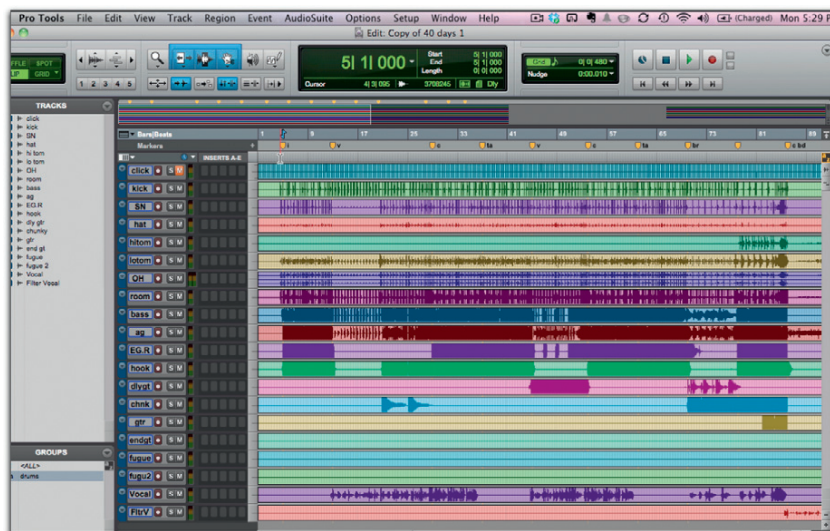 Pro Tools File Edit View Track Region Event AudioSuite Options Setup Window Help (Charged) Mon 5:29 P
Edit: Copy of 40 days 1
FFLE SPOT
UP GRID
1 2 4 5
5| 1| 000
Start 5| 1| 000
End 5| 1| 000
Length 0| 0| 000
Cursor 4| 3| 095 3788245 Dly
Grid 0| 0| 480
Nudge 0:00.010
TRACKS
click
kick
SN
hat
hi tom
lo tom
OH
room
bass
ag
EG.R
hook
dly gtr
chunky
gtr
end gt
fugue
fugue 2
Vocal
Filter Vocal
GROUPS
<ALL>
drums
Bars|Beats 1 9 17 25 33 41 49 57 65 73 81 89
Markers i v c ta v c ta br c bd
INSERTS A-E
click S M
kick S M
SN S M
hat S M
hitom S M
lotom S M
OH S M
room S M
bass S M
ag S M
EG.R S M
hook S M
dlygt S M
chnk S M
gtr S M
endgt S M
fugue S M
fugu2 S M
Vocal S M
FltrV S M